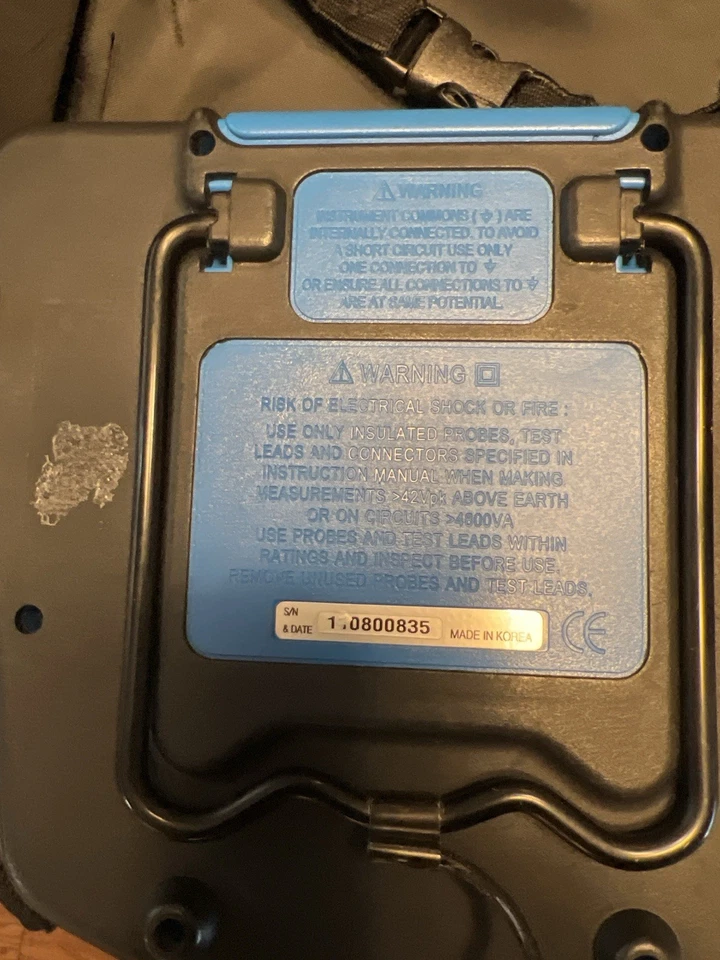 ⚠ WARNING
INSTRUMENT COMMONS (⏚) ARE
INTERNALLY CONNECTED. TO AVOID
A SHORT CIRCUIT USE ONLY
ONE CONNECTION TO ⏚
OR ENSURE ALL CONNECTIONS TO ⏚
ARE AT SAME POTENTIAL.
⚠ WARNING ⧈
RISK OF ELECTRICAL SHOCK OR FIRE :
USE ONLY INSULATED PROBES, TEST
LEADS AND CONNECTORS SPECIFIED IN
INSTRUCTION MANUAL WHEN MAKING
MEASUREMENTS >42Vpk ABOVE EARTH
OR ON CIRCUITS >4800VA
USE PROBES AND TEST LEADS WITHIN
RATINGS AND INSPECT BEFORE USE.
REMOVE UNUSED PROBES AND TEST LEADS.
S/N
& DATE
MADE IN KOREA
CE